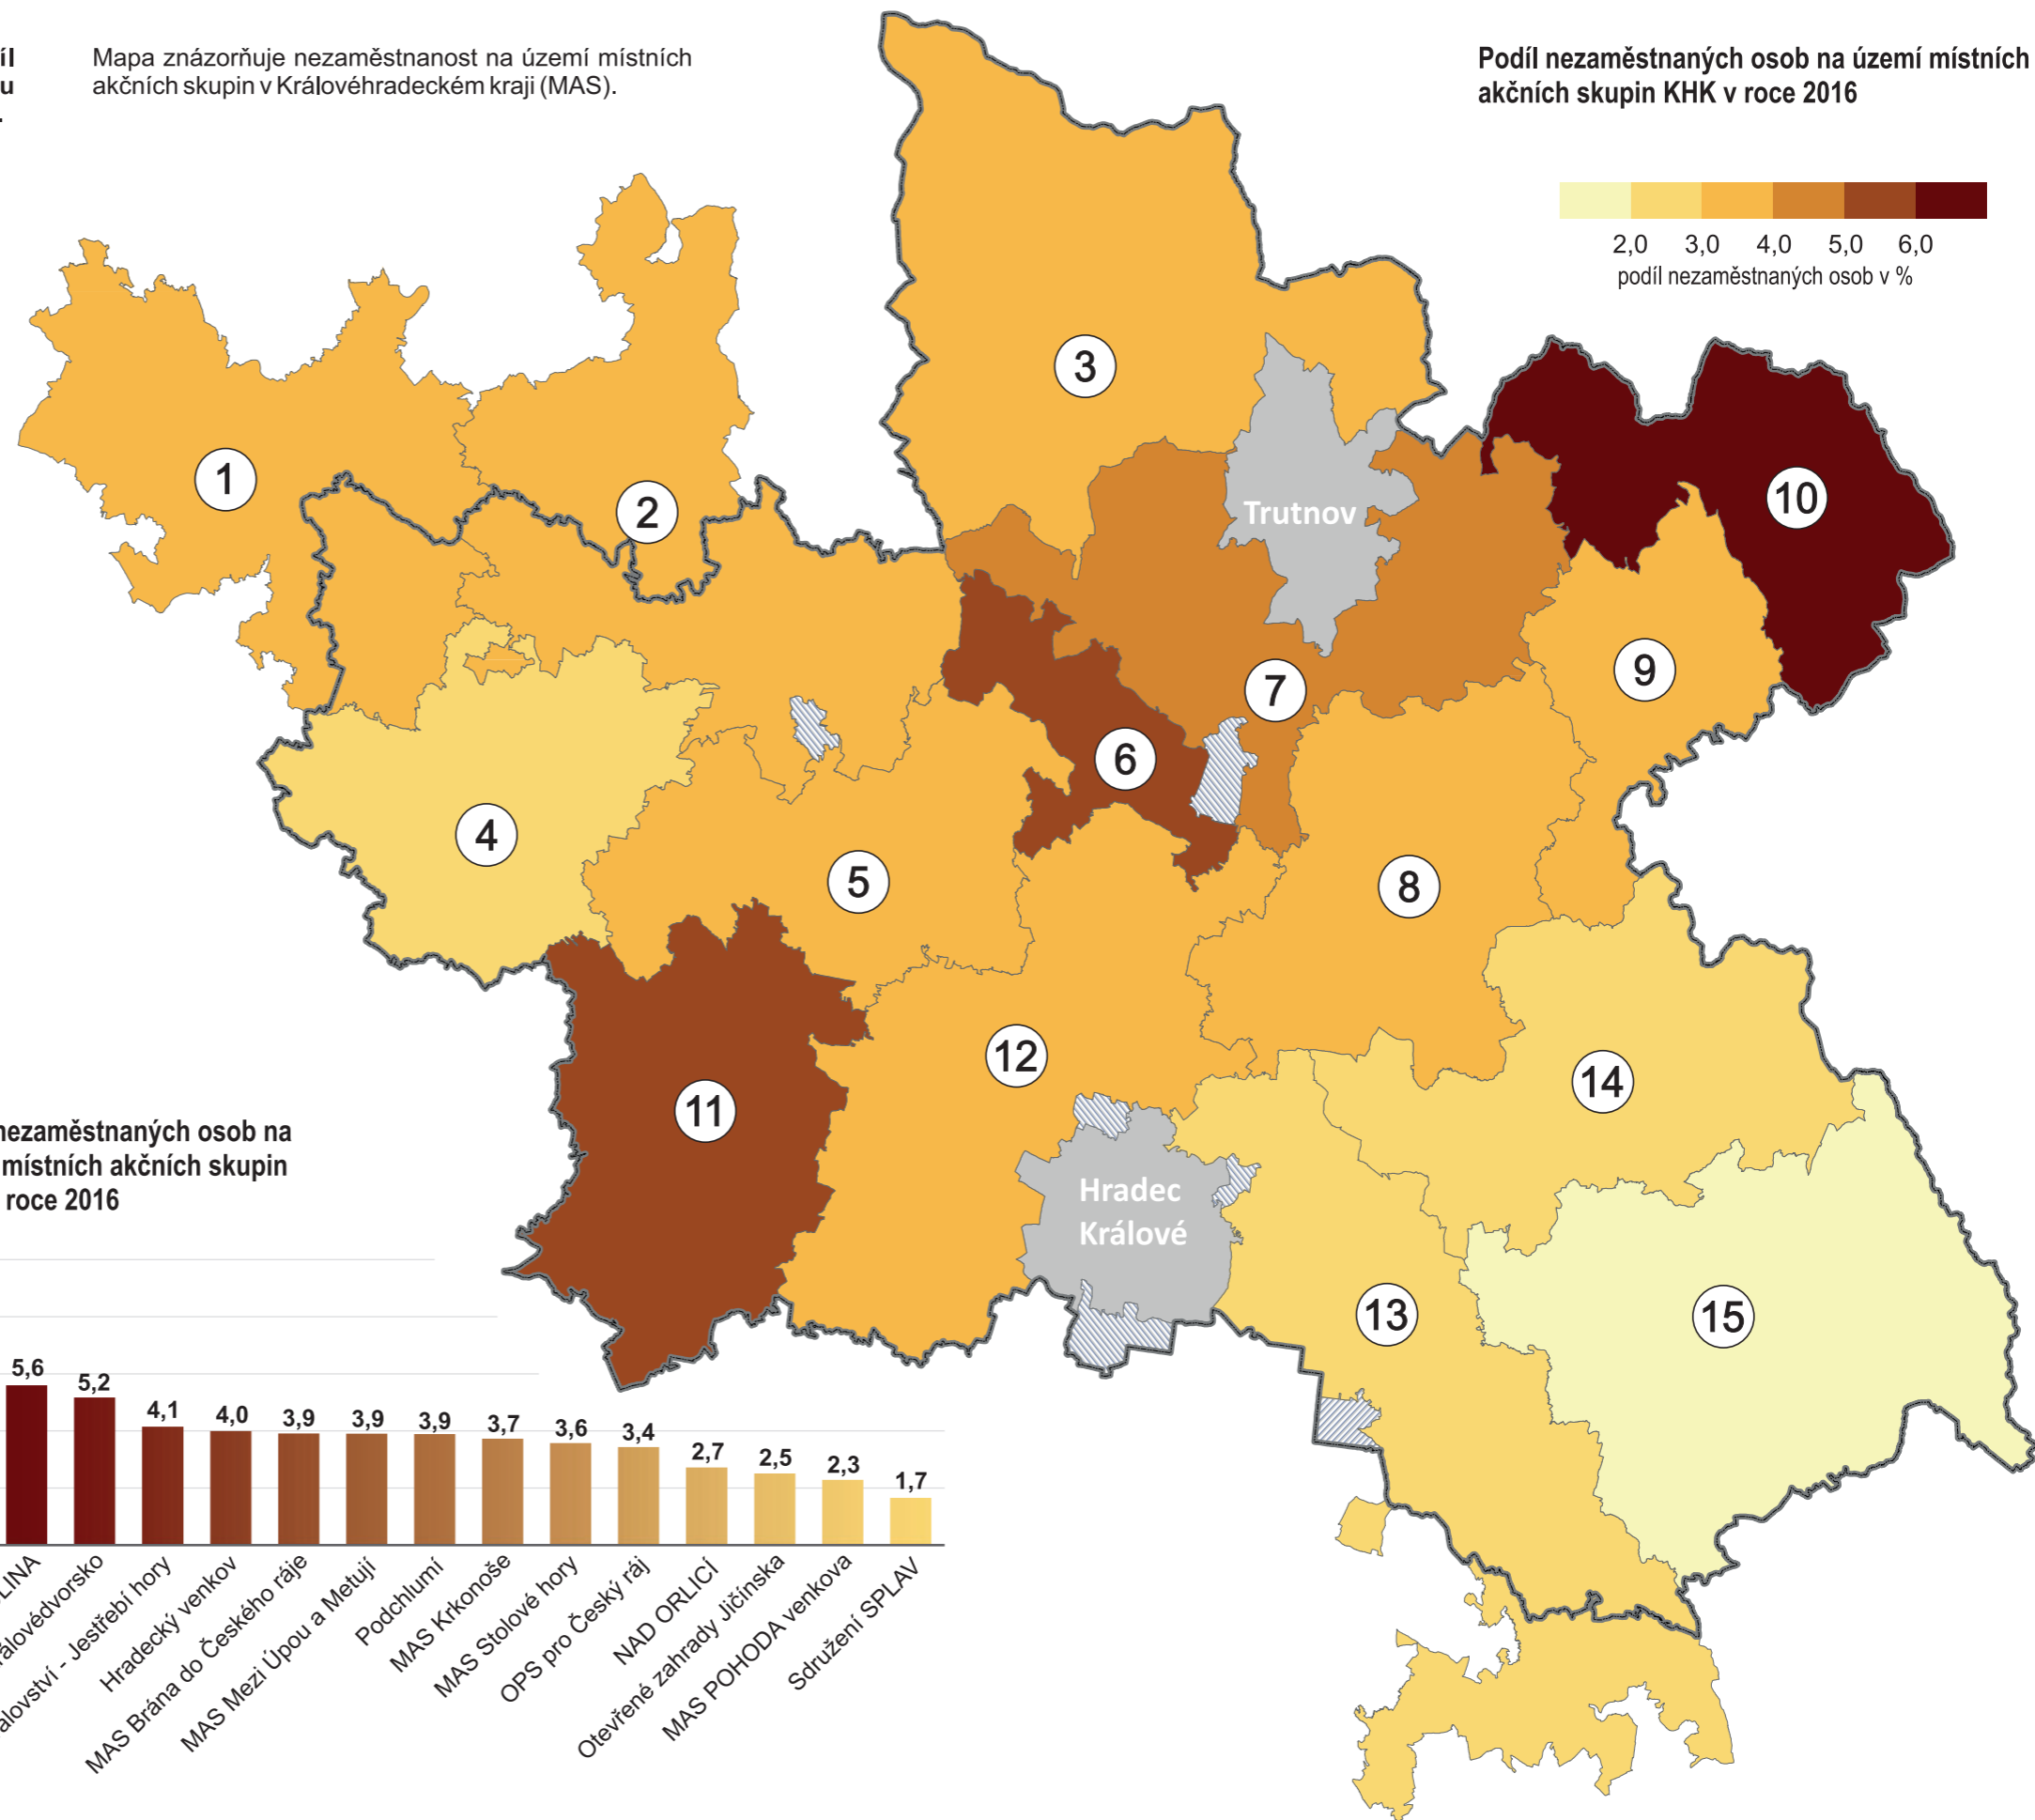 íl
u
.
Mapa znázorňuje nezaměstnanost na území místních
akčních skupin v Královéhradeckém kraji (MAS).
Podíl nezaměstnaných osob na území místních
akčních skupin KHK v roce 2016
2,0 3,0 4,0 5,0 6,0
podíl nezaměstnaných osob v %
1
2
3
Trutnov
10
9
7
6
4
5
8
12
14
11
Hradec
Králové
13
15
nezaměstnaných osob na
místních akčních skupin
roce 2016
5,6
5,2
4,1
4,0
3,9
3,9
3,9
3,7
3,6
3,4
2,7
2,5
2,3
1,7
LINA
rálovédvorsko
alovství - Jestřebí hory
Hradecký venkov
MAS Brána do Českého ráje
MAS Mezi Úpou a Metují
Podchlumí
MAS Krkonoše
MAS Stolové hory
OPS pro Český ráj
NAD ORLICÍ
Otevřené zahrady Jičínska
MAS POHODA venkova
Sdružení SPLAV